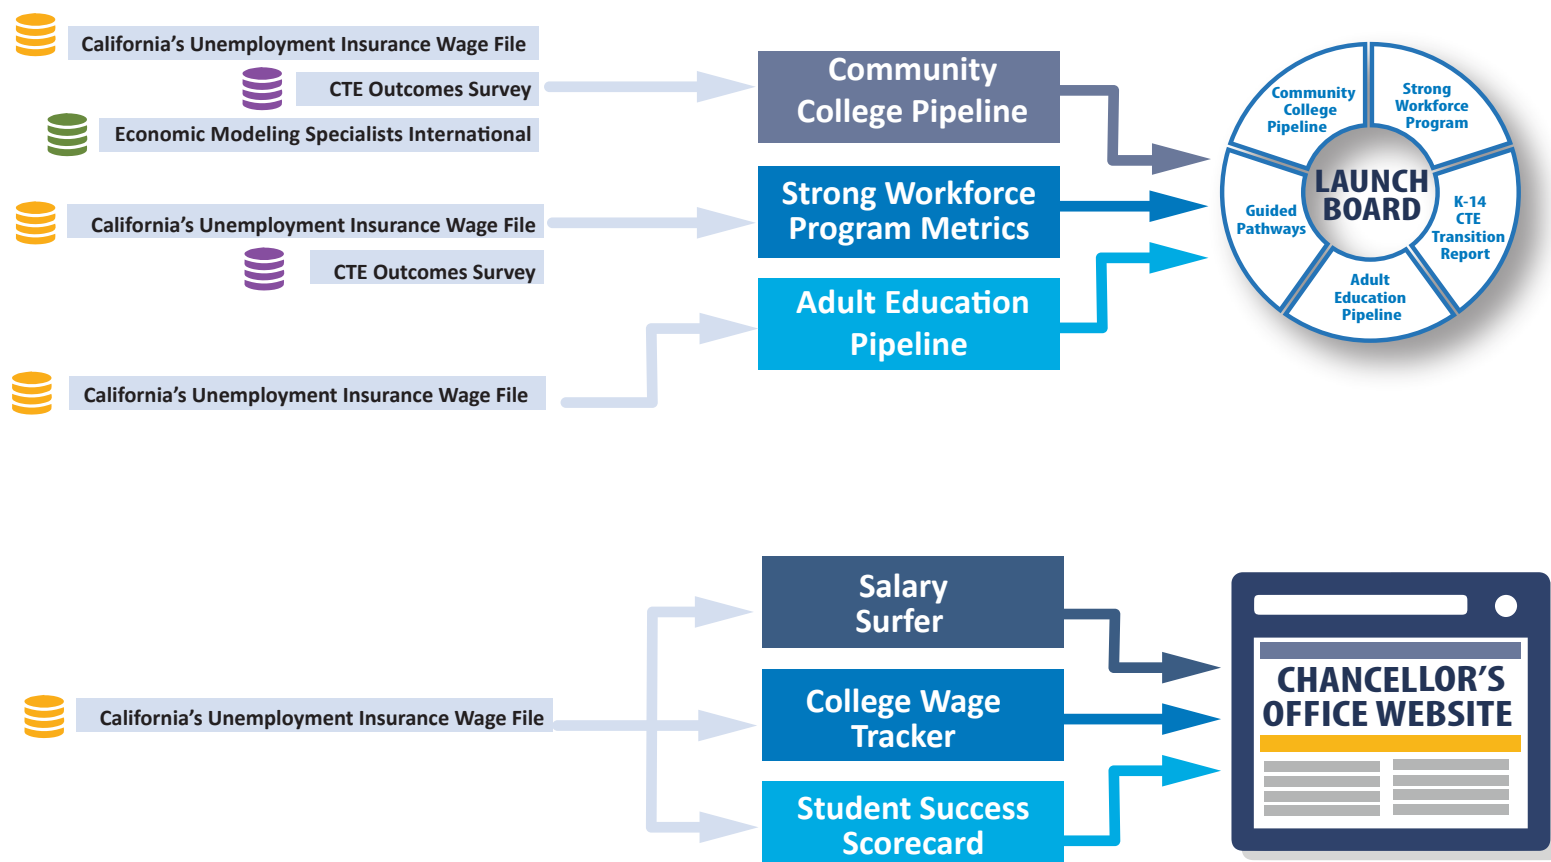 California's Unemployment Insurance Wage File
CTE Outcomes Survey
Economic Modeling Specialists International
Community
College Pipeline
California's Unemployment Insurance Wage File
CTE Outcomes Survey
Strong Workforce
Program Metrics
California's Unemployment Insurance Wage File
Adult Education
Pipeline
Community
College
Pipeline
Strong
Workforce
Program
LAUNCH
BOARD
Guided
Pathways
K-14
CTE
Transition
Report
Adult
Education
Pipeline
California's Unemployment Insurance Wage File
Salary
Surfer
College Wage
Tracker
Student Success
Scorecard
CHANCELLOR'S
OFFICE WEBSITE